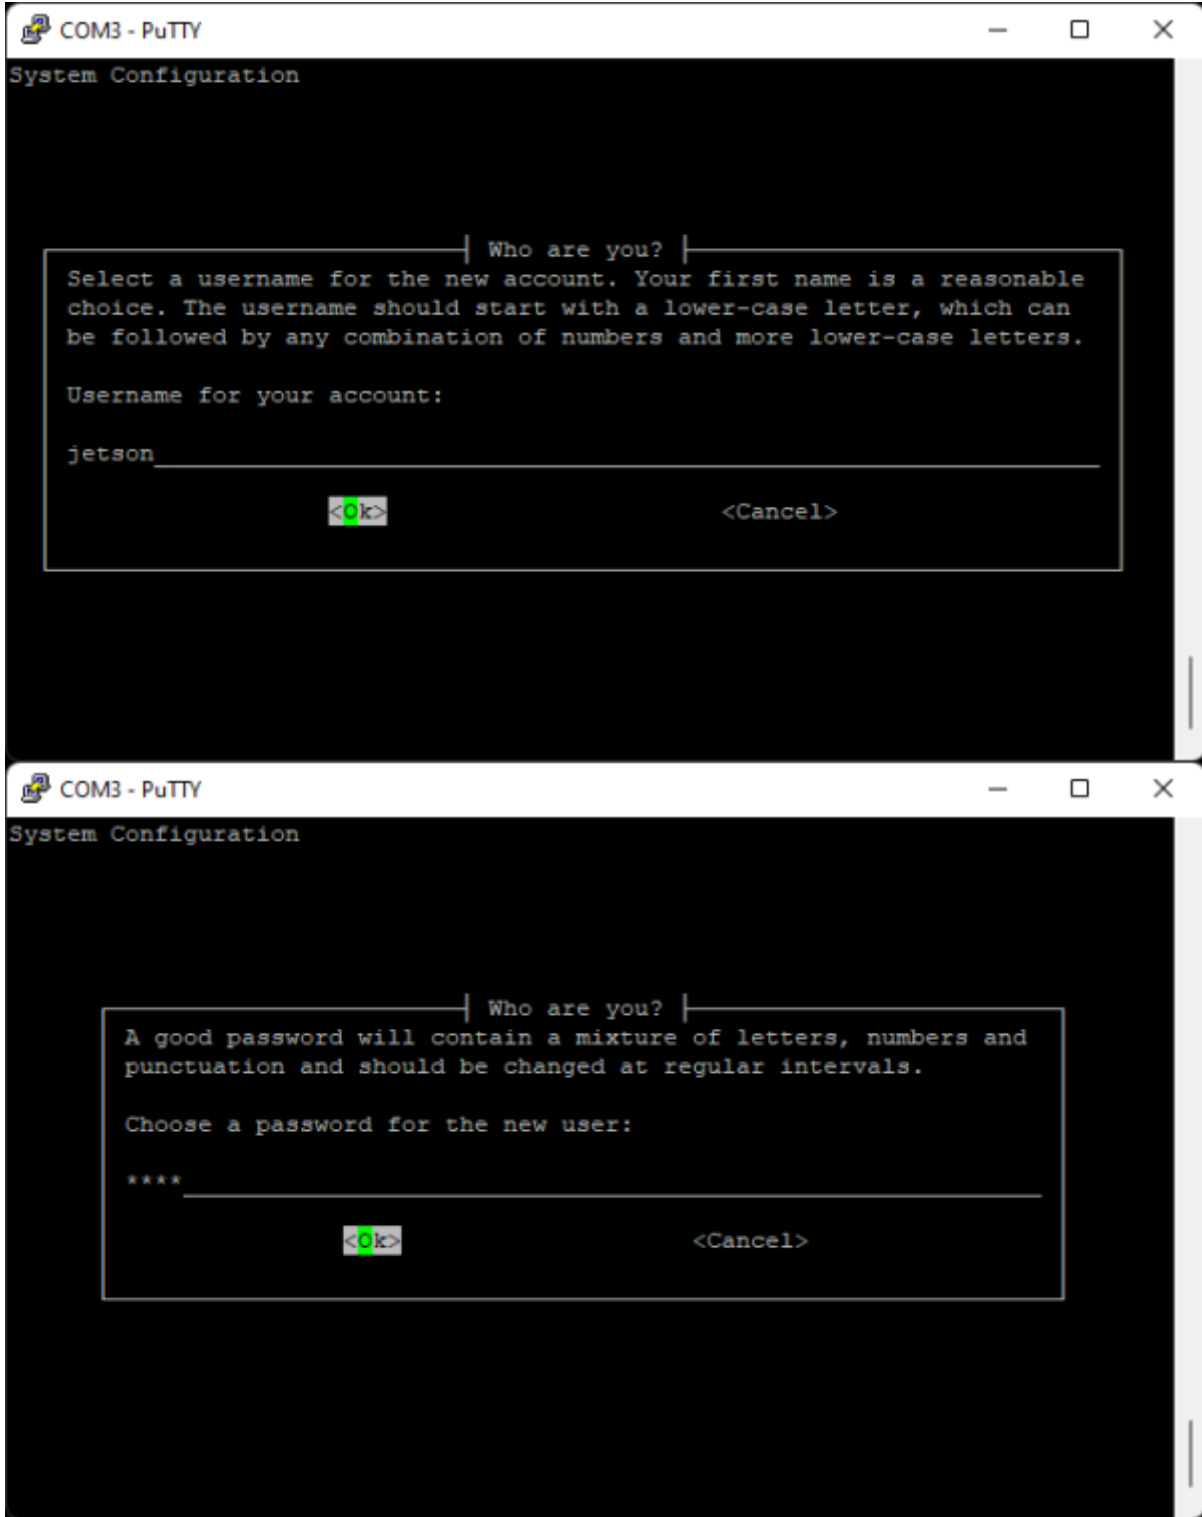 COM3 - PuTTY
System Configuration
Who are you?
Select a username for the new account. Your first name is a reasonable
choice. The username should start with a lower-case letter, which can
be followed by any combination of numbers and more lower-case letters.
Username for your account:
jetson
<Ok> <Cancel>
COM3 - PuTTY
System Configuration
Who are you?
A good password will contain a mixture of letters, numbers and
punctuation and should be changed at regular intervals.
Choose a password for the new user:
****
<Ok> <Cancel>